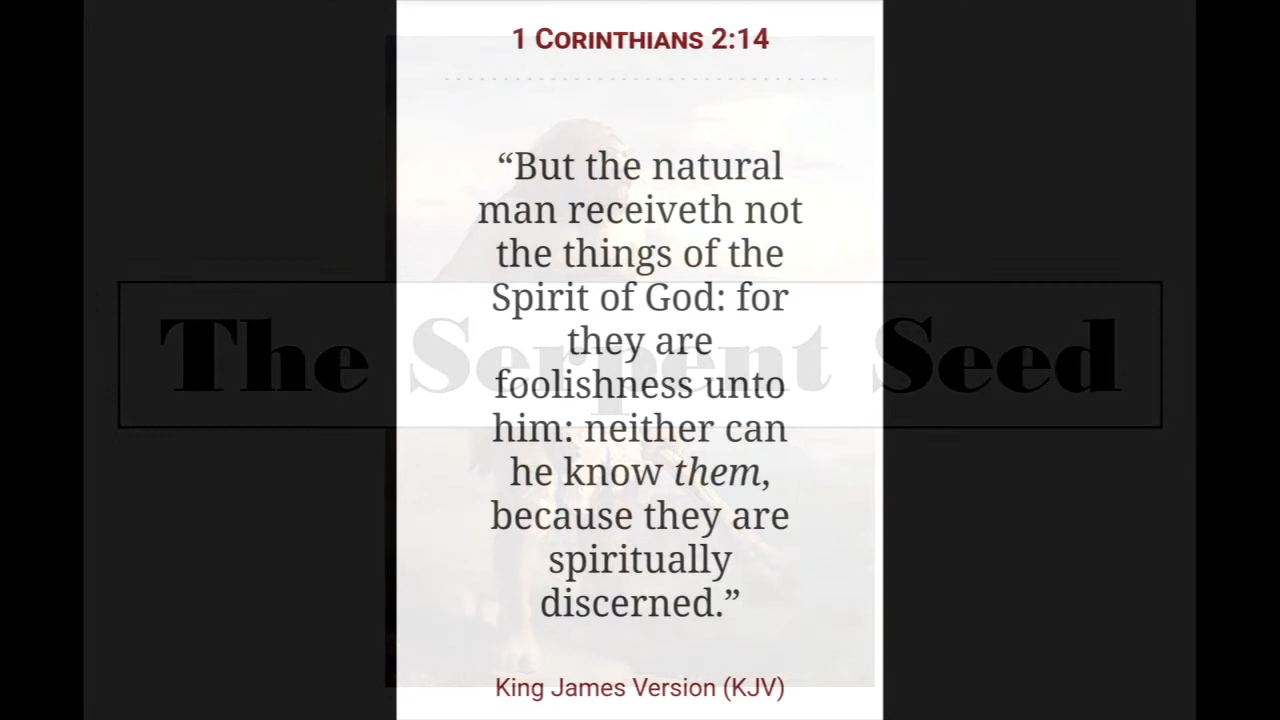 1 CORINTHIANS 2:14
“But the natural
man receiveth not
the things of the
Spirit of God: for
they are
foolishness unto
him: neither can
he know them,
because they are
spiritually
discerned.”
King James Version (KJV)
The Serpent Seed